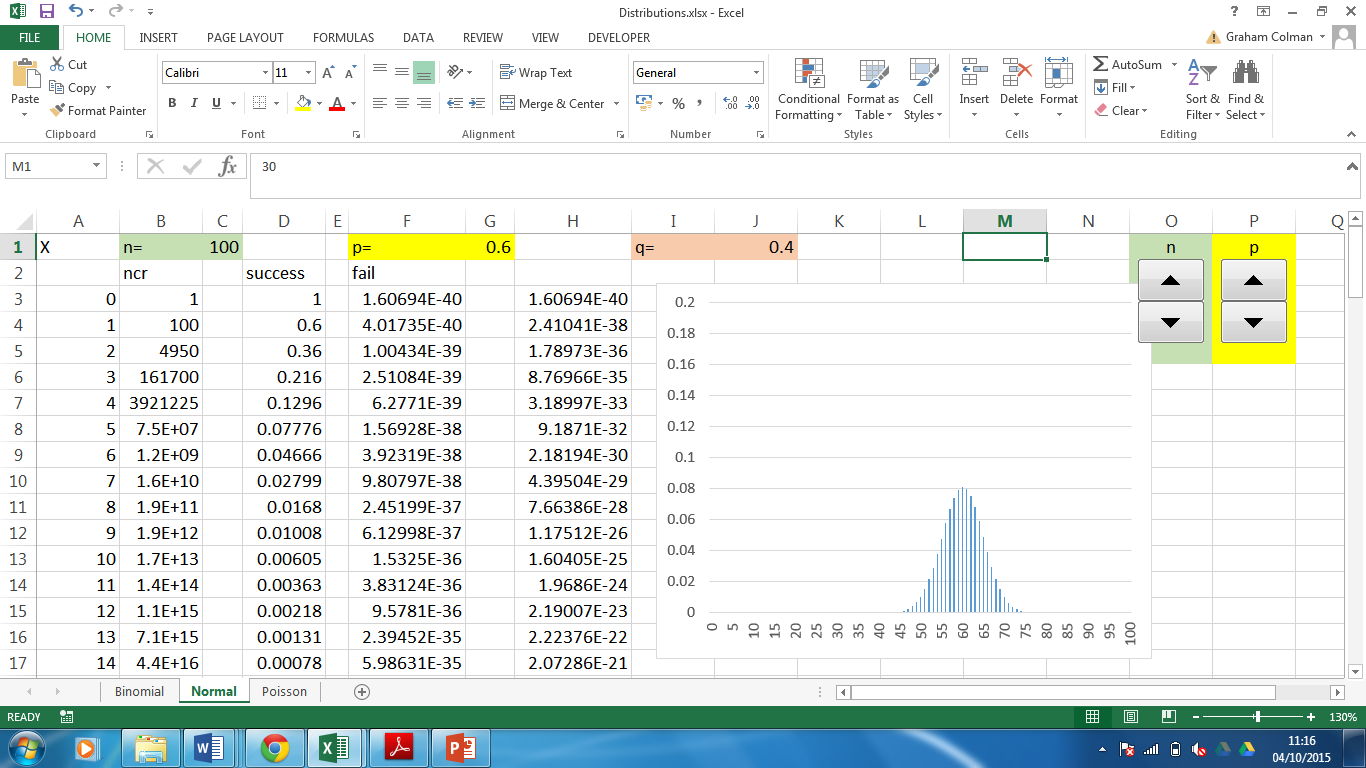 Distributions.xlsx - Excel
?
FILE HOME INSERT PAGE LAYOUT FORMULAS DATA REVIEW VIEW DEVELOPER Graham Colman
Paste
Cut
Copy
Format Painter
Clipboard
Calibri 11 A A
B I U A
Font
Wrap Text
Merge & Center
Alignment
General
% , .0 .00 .00 .0
Number
Conditional Formatting
Format as Table
Cell Styles
Styles
Insert Delete Format
Cells
AutoSum
Fill
Clear
Sort & Filter
Find & Select
Editing
M1 fx 30
A B C D E F G H I J K L M N O P Q
1 X n= 100 p= 0.6 q= 0.4 n p
2 ncr success fail
3 0 1 1 1.60694E-40 1.60694E-40
4 1 100 0.6 4.01735E-40 2.41041E-38
5 2 4950 0.36 1.00434E-39 1.78973E-36
6 3 161700 0.216 2.51084E-39 8.76966E-35
7 4 3921225 0.1296 6.2771E-39 3.18997E-33
8 5 7.5E+07 0.07776 1.56928E-38 9.1871E-32
9 6 1.2E+09 0.04666 3.92319E-38 2.18194E-30
10 7 1.6E+10 0.02799 9.80797E-38 4.39504E-29
11 8 1.9E+11 0.0168 2.45199E-37 7.66386E-28
12 9 1.9E+12 0.01008 6.12998E-37 1.17512E-26
13 10 1.7E+13 0.00605 1.5325E-36 1.60405E-25
14 11 1.4E+14 0.00363 3.83124E-36 1.9686E-24
15 12 1.1E+15 0.00218 9.5781E-36 2.19007E-23
16 13 7.1E+15 0.00131 2.39452E-35 2.22376E-22
17 14 4.4E+16 0.00078 5.98631E-35 2.07286E-21
0.2
0.18
0.16
0.14
0.12
0.1
0.08
0.06
0.04
0.02
0
0 5 10 15 20 25 30 35 40 45 50 55 60 65 70 75 80 85 90 95 100
Binomial Normal Poisson
READY 130%
11:16
04/10/2015